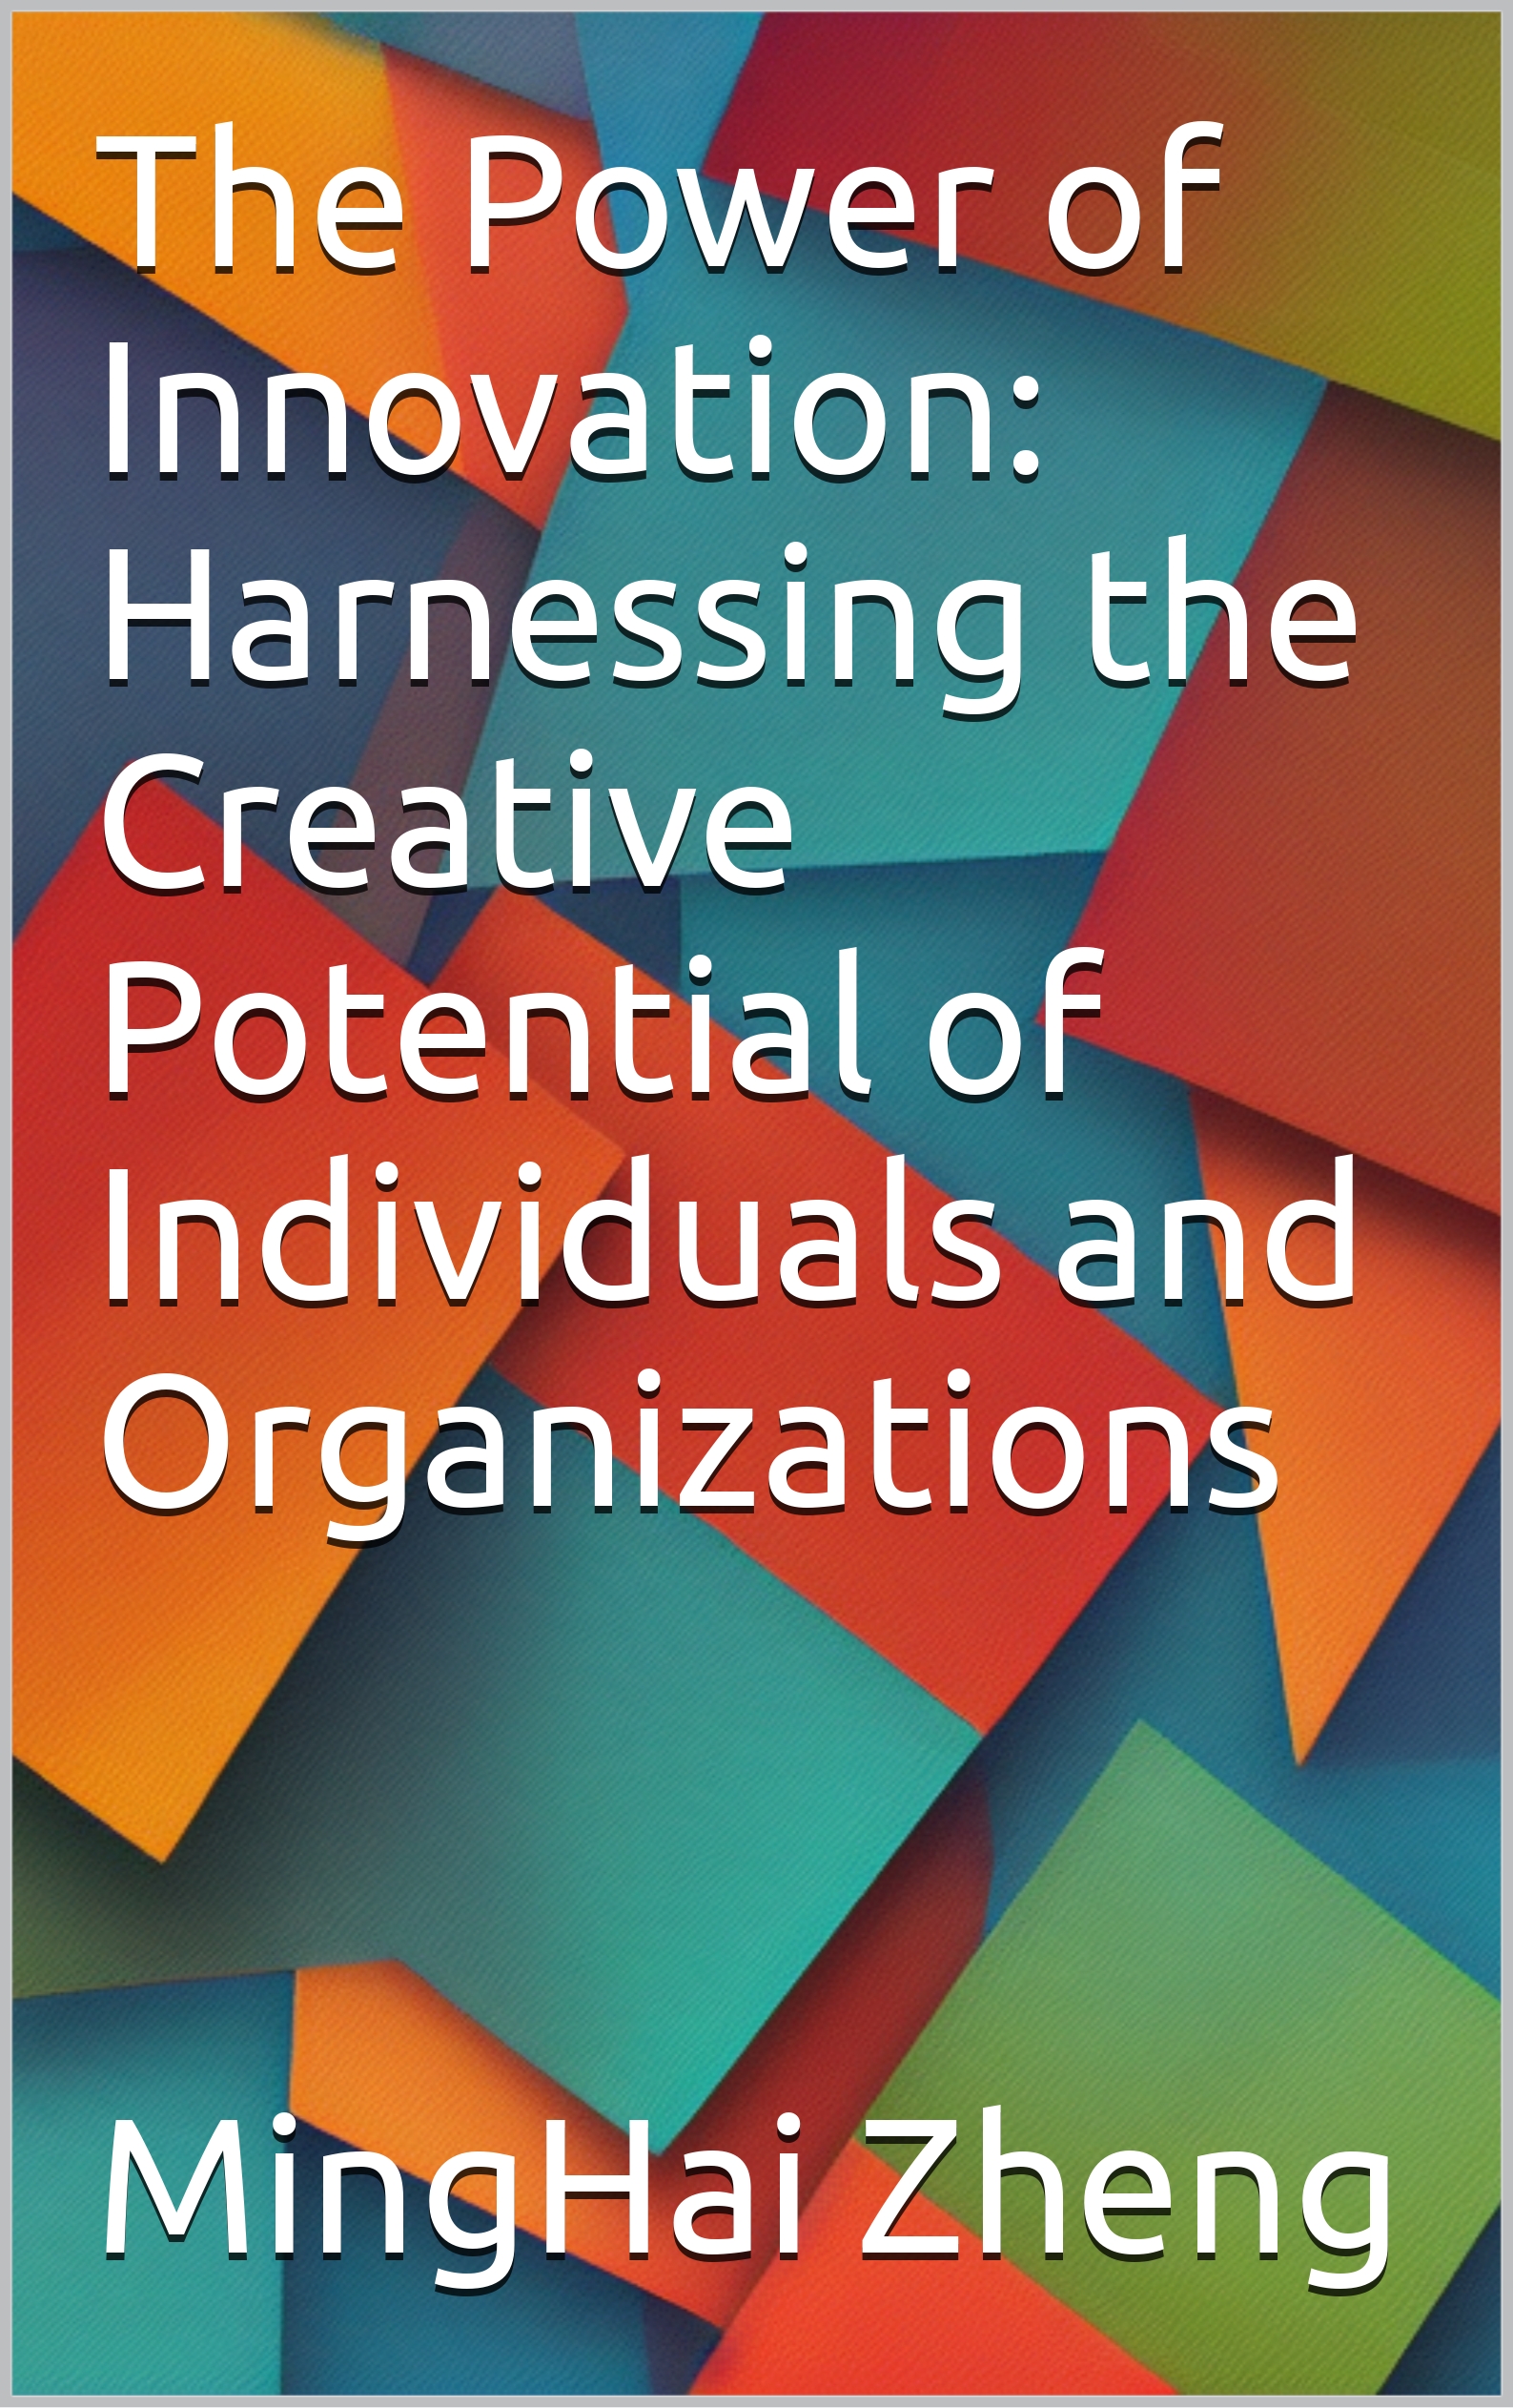 The Power of
Innovation:
Harnessing the
Creative
Potential of
Individuals and
Organizations
MingHai Zheng